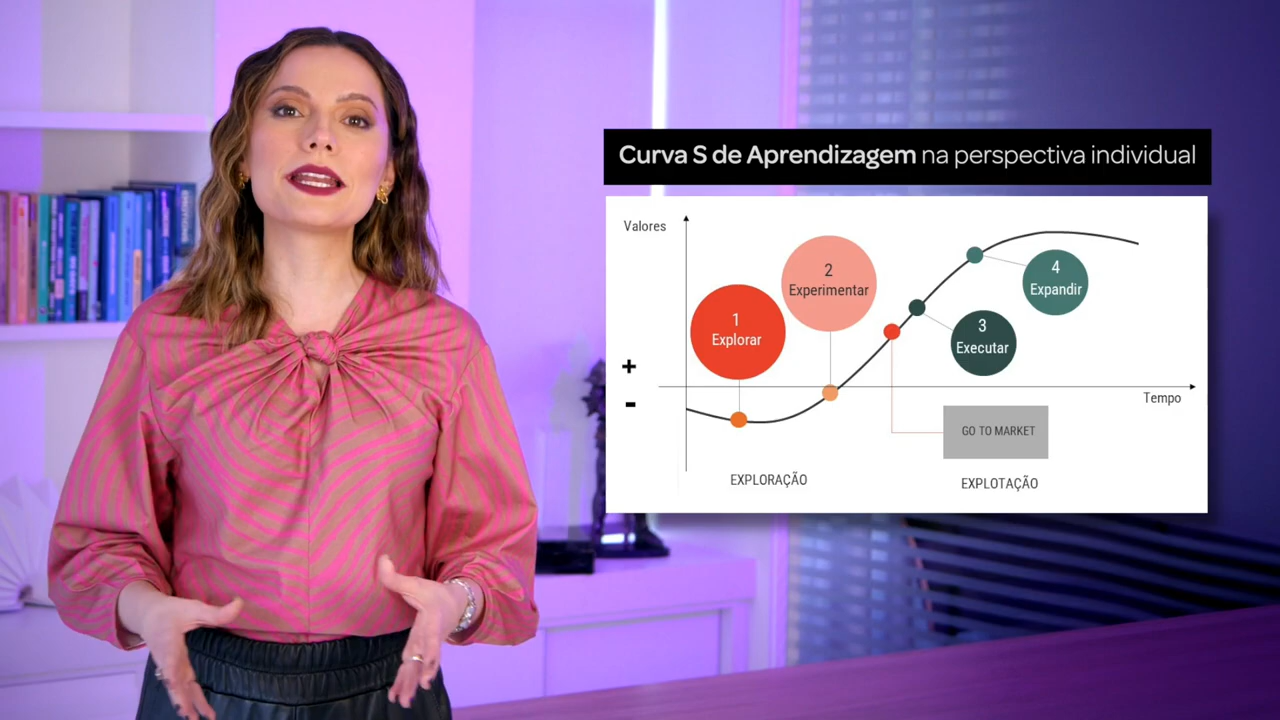 Curva S de Aprendizagem na perspectiva individual
Valores
2
Experimentar
1
Explorar
4
Expandir
3
Executar
+
-
Tempo
GO TO MARKET
EXPLORAÇÃO
EXPLOTAÇÃO